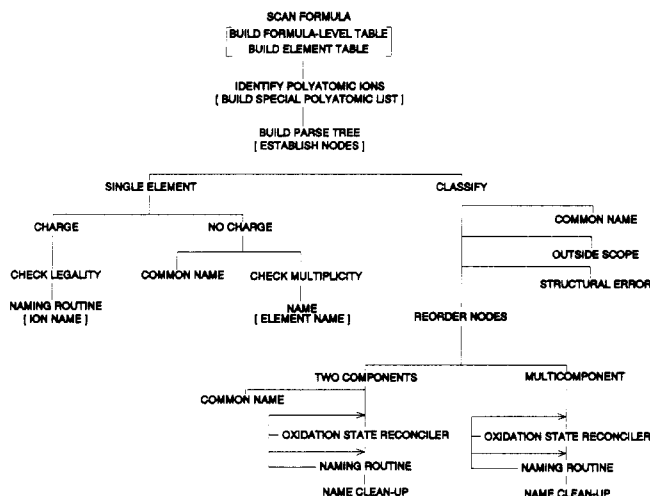 SCAN FORMULA
BUILD FORMULA-LEVEL TABLE
BUILD ELEMENT TABLE
IDENTIFY POLYATOMIC IONS
[ BUILD SPECIAL POLYATOMIC LIST ]
BUILD PARSE TREE
[ ESTABLISH NODES ]
SINGLE ELEMENT
CLASSIFY
CHARGE
NO CHARGE
COMMON NAME
OUTSIDE SCOPE
STRUCTURAL ERROR
CHECK LEGALITY
COMMON NAME
CHECK MULTIPLICITY
NAMING ROUTINE
[ ION NAME ]
NAME
[ ELEMENT NAME ]
REORDER NODES
TWO COMPONENTS
MULTICOMPONENT
COMMON NAME
OXIDATION STATE RECONCILER
OXIDATION STATE RECONCILER
NAMING ROUTINE
NAMING ROUTINE
NAME CLEAN-UP
NAME CLEAN-UP